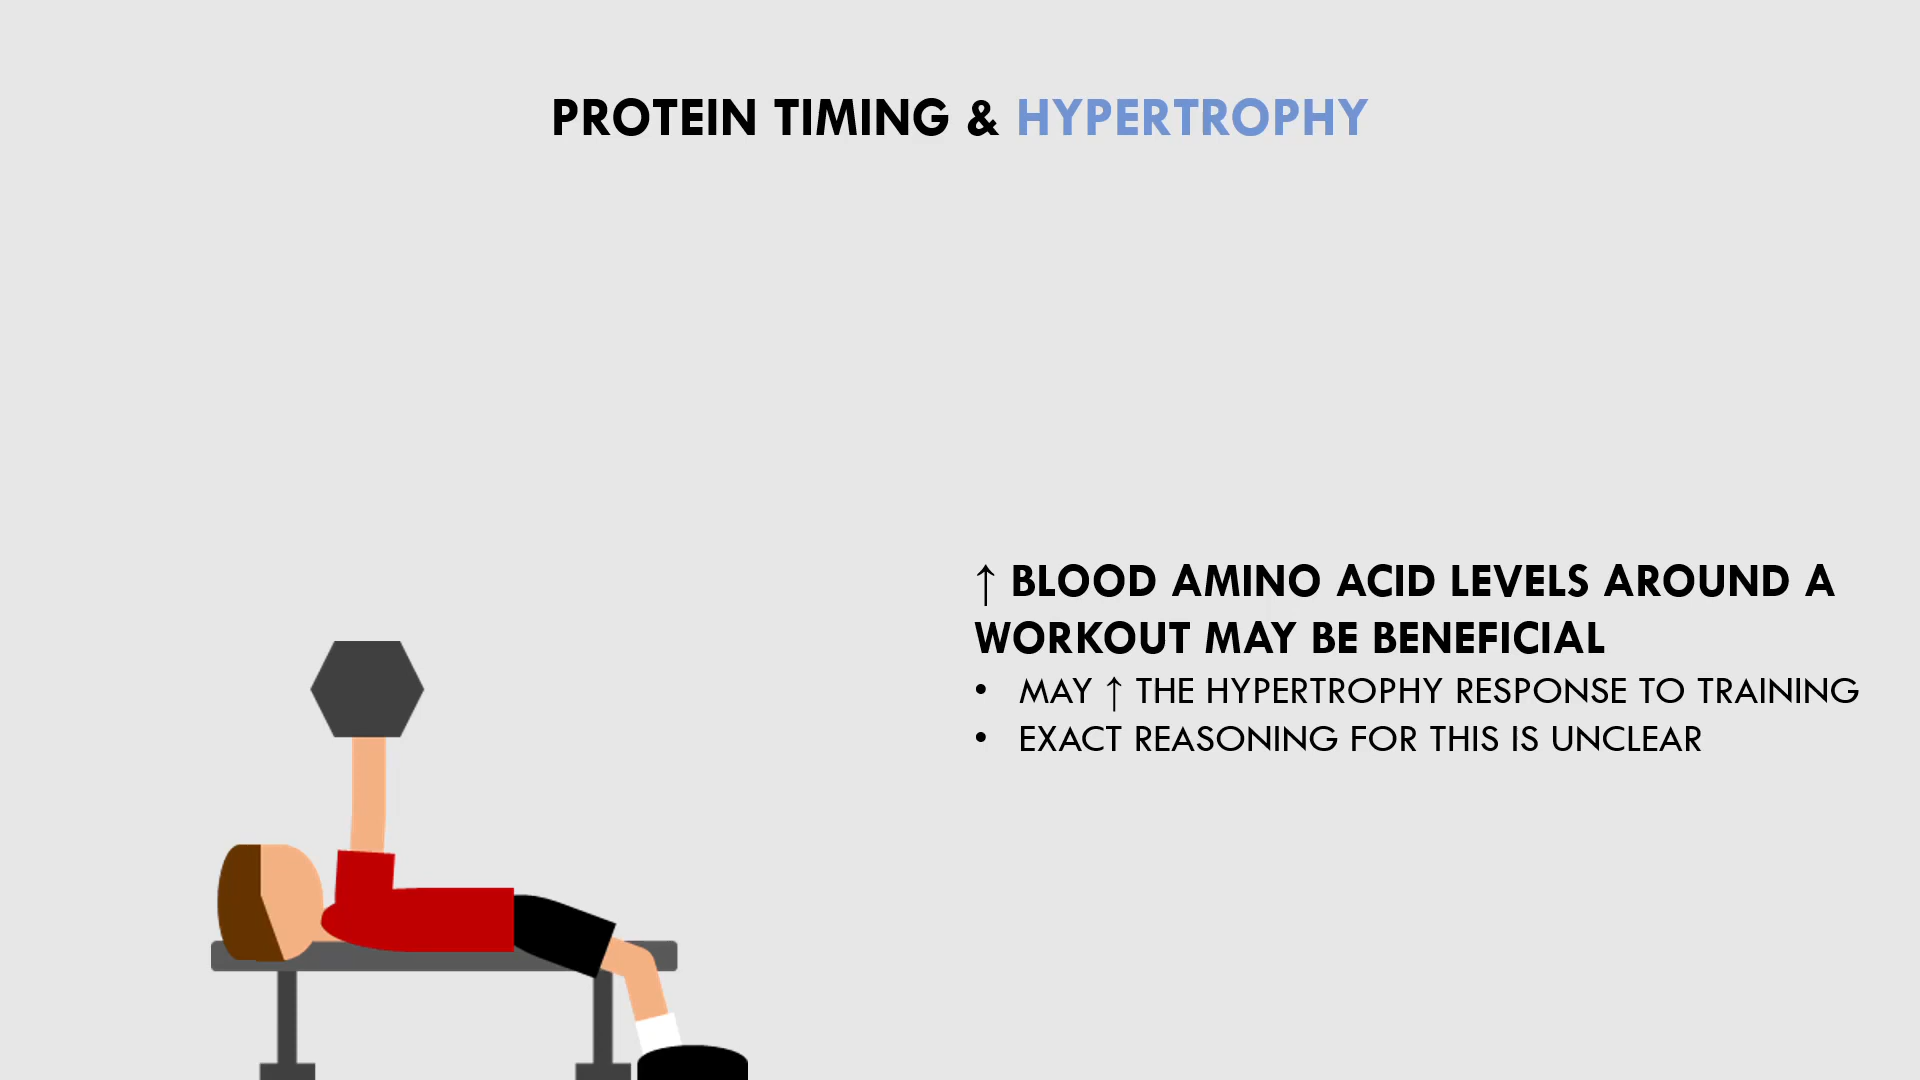 PROTEIN TIMING & HYPERTROPHY
↑ BLOOD AMINO ACID LEVELS AROUND A
WORKOUT MAY BE BENEFICIAL
• MAY ↑ THE HYPERTROPHY RESPONSE TO TRAINING
• EXACT REASONING FOR THIS IS UNCLEAR